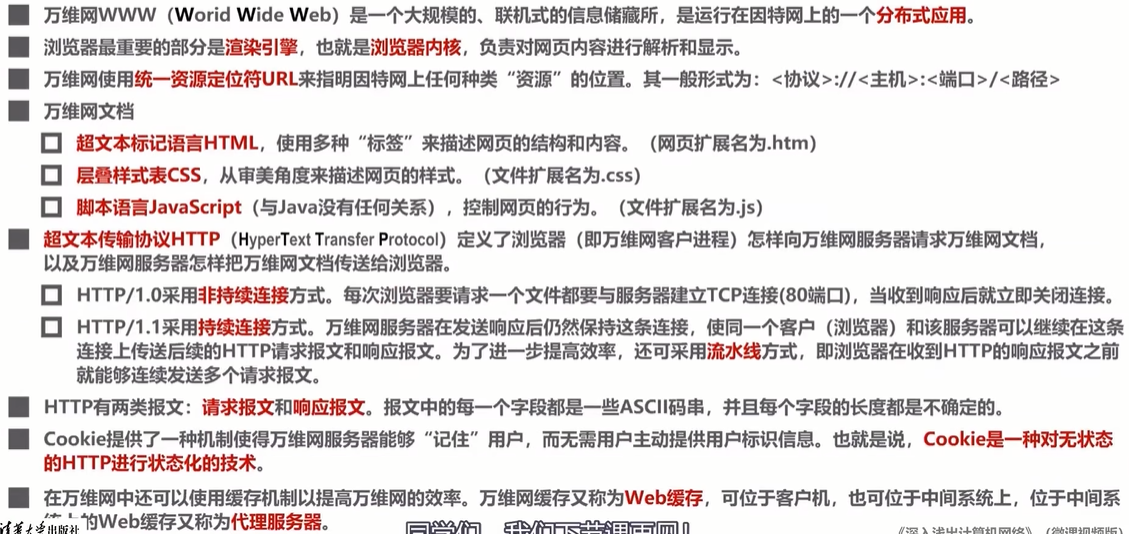 万维网WWW（Worid Wide Web）是一个大规模的、联机式的信息储藏所，是运行在因特网上的一个分布式应用。
浏览器最重要的部分是渲染引擎，也就是浏览器内核，负责对网页内容进行解析和显示。
万维网使用统一资源定位符URL来指明因特网上任何种类“资源”的位置。其一般形式为：<协议>://<主机>:<端口>/<路径>
万维网文档
超文本标记语言HTML，使用多种“标签”来描述网页的结构和内容。（网页扩展名为.htm）
层叠样式表CSS，从审美角度来描述网页的样式。（文件扩展名为.css）
脚本语言JavaScript（与Java没有任何关系），控制网页的行为。（文件扩展名为.js）
超文本传输协议HTTP（HyperText Transfer Protocol）定义了浏览器（即万维网客户进程）怎样向万维网服务器请求万维网文档，
以及万维网服务器怎样把万维网文档传送给浏览器。
HTTP/1.0采用非持续连接方式。每次浏览器要请求一个文件都要与服务器建立TCP连接(80端口)，当收到响应后就立即关闭连接。
HTTP/1.1采用持续连接方式。万维网服务器在发送响应后仍然保持这条连接，使同一个客户（浏览器）和该服务器可以继续在这条
连接上传送后续的HTTP请求报文和响应报文。为了进一步提高效率，还可采用流水线方式，即浏览器在收到HTTP的响应报文之前
就能够连续发送多个请求报文。
HTTP有两类报文：请求报文和响应报文。报文中的每一个字段都是一些ASCII码串，并且每个字段的长度都是不确定的。
Cookie提供了一种机制使得万维网服务器能够“记住”用户，而无需用户主动提供用户标识信息。也就是说，Cookie是一种对无状态
的HTTP进行状态化的技术。
在万维网中还可以使用缓存机制以提高万维网的效率。万维网缓存又称为Web缓存，可位于客户机，也可位于中间系统上，位于中间系
统上的Web缓存又称为代理服务器。
清华大学出版社
同学们，我们下节课再见！
《深入浅出计算机网络》（微课视频版）